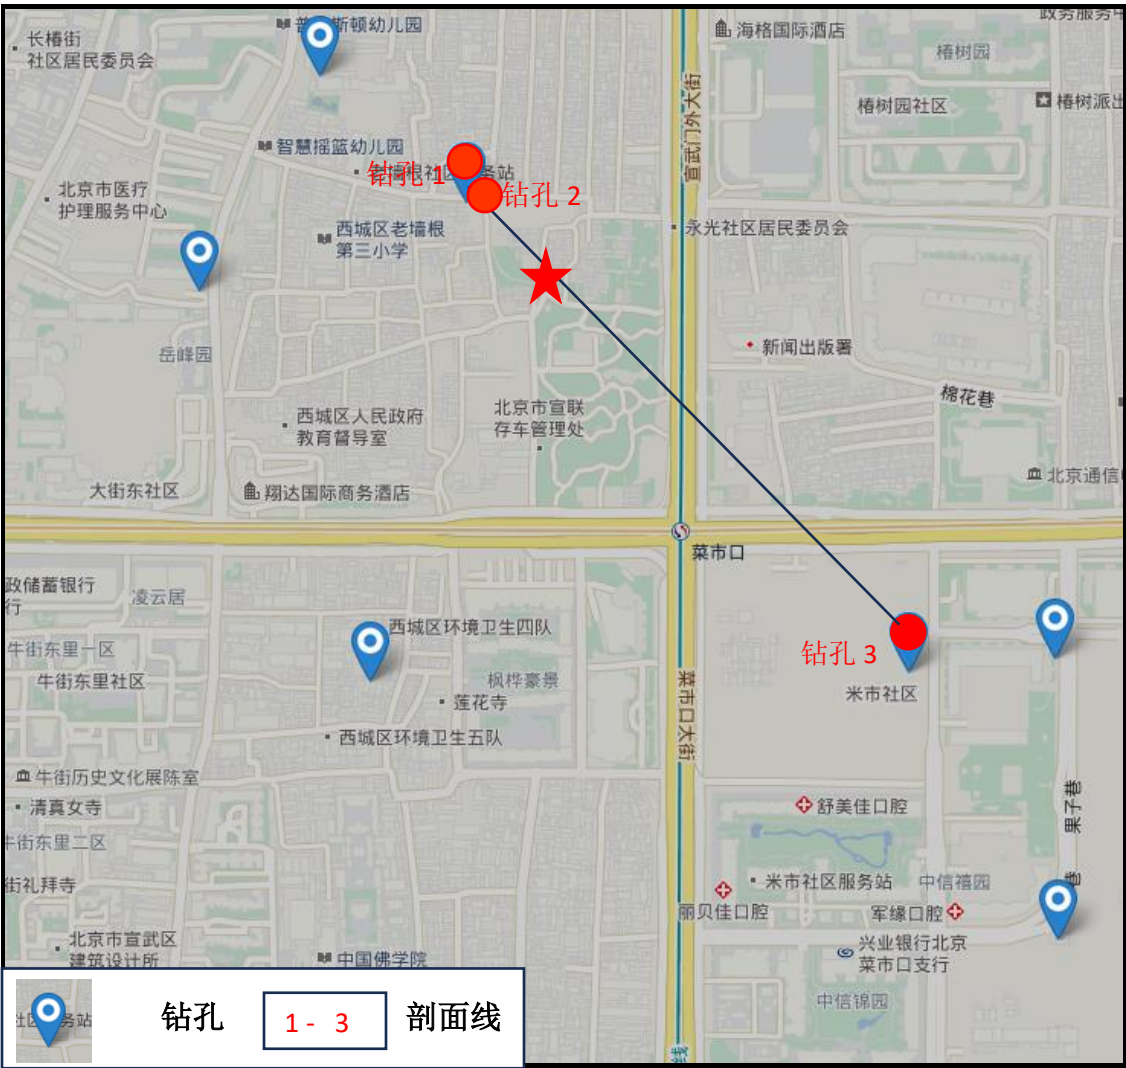 政务服务中
长椿街
社区居民委员会
斯顿幼儿园
海格国际酒店
椿树园
椿树园社区
椿树派出
宣武门外大街
智慧摇篮幼儿园
钻孔 1
务站
钻孔 2
北京市医疗
护理服务中心
西城区老墙根
第三小学
永光社区居民委员会
岳峰园
新闻出版署
棉花巷
西城区人民政府
教育督导室
北京市宣联
存车管理处
大街东社区
翔达国际商务酒店
北京通信
菜市口
政储蓄银行
行
凌云居
西城区环境卫生四队
牛街东里一区
牛街东里社区
枫桦豪景
莲花寺
钻孔 3
米市社区
菜市口大街
西城区环境卫生五队
牛街历史文化展陈室
清真女寺
牛街东里二区
街礼拜寺
舒美佳口腔
果子巷
巷
米市社区服务站
中信禧园
丽贝佳口腔
军缘口腔
北京市宣武区
建筑设计所
中国佛学院
兴业银行北京
菜市口支行
中信锦园
社区
务站
钻孔
1 - 3
剖面线
线